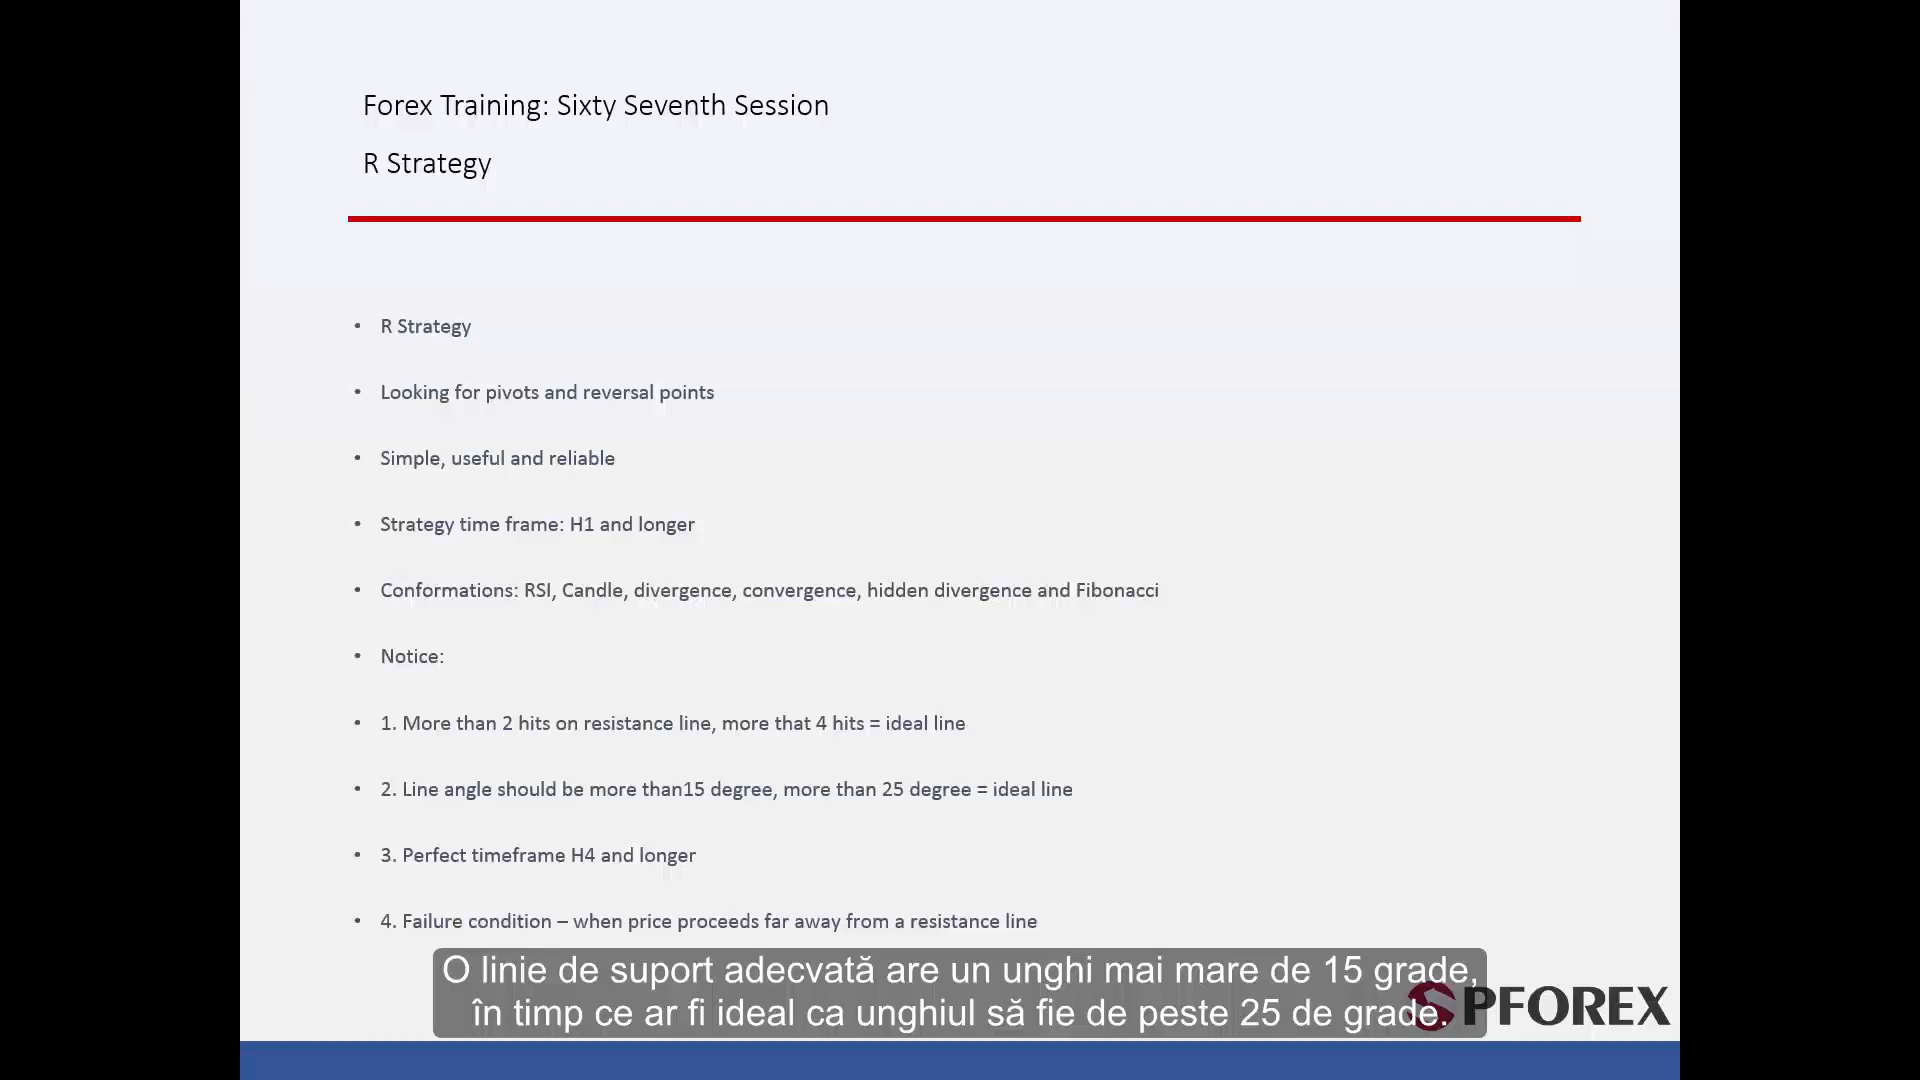 Forex Training: Sixty Seventh Session
R Strategy
• R Strategy
• Looking for pivots and reversal points
• Simple, useful and reliable
• Strategy time frame: H1 and longer
• Conformations: RSI, Candle, divergence, convergence, hidden divergence and Fibonacci
• Notice:
• 1. More than 2 hits on resistance line, more that 4 hits = ideal line
• 2. Line angle should be more than15 degree, more than 25 degree = ideal line
• 3. Perfect timeframe H4 and longer
• 4. Failure condition – when price proceeds far away from a resistance line
O linie de suport adecvată are un unghi mai mare de 15 grade,
în timp ce ar fi ideal ca unghiul să fie de peste 25 de grade.
SPFOREX